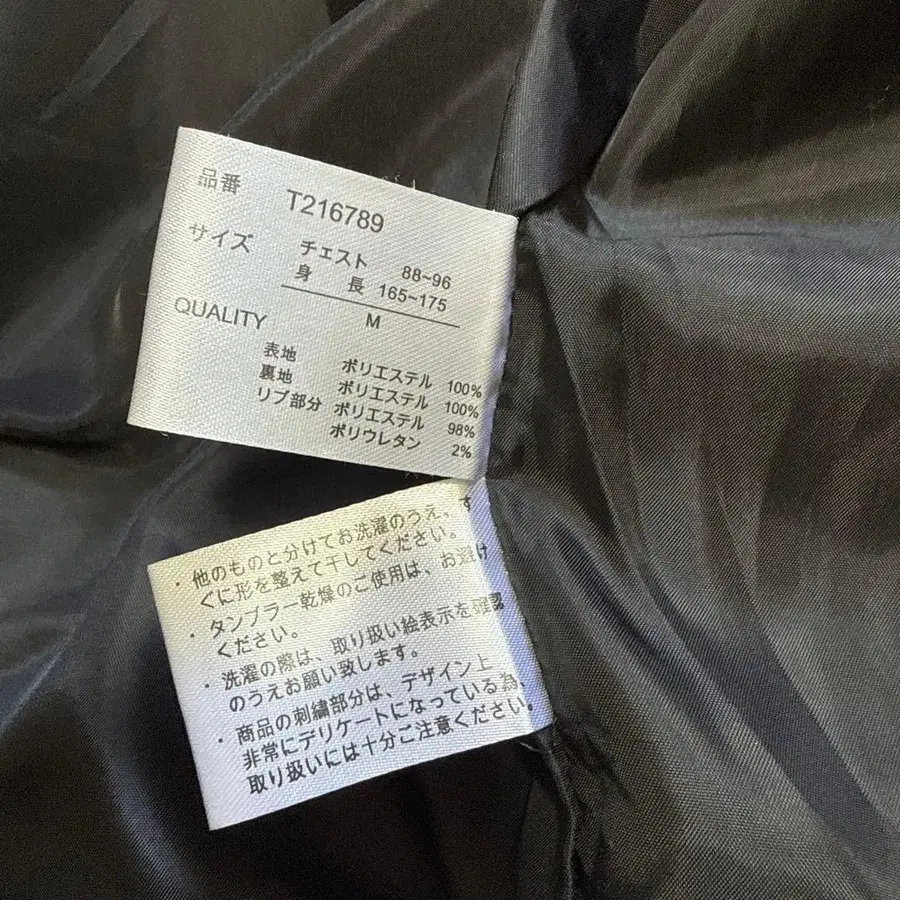 品番 T216789
サイズ チェスト 88~96
身 長 165~175
M
QUALITY
表地 ポリエステル 100%
裏地 ポリエステル 100%
リブ部分 ポリエステル 98%
ポリウレタン 2%
・他のものと分けてお洗濯のうえ、す
ぐに形を整えて干してください。
・タンブラー乾燥のご使用は、お避け
ください。
・洗濯の際は、取り扱い絵表示を確認
のうえお願い致します。
・商品の刺繍部分は、デザイン上
非常にデリケートになっている為、
取り扱いには十分ご注意ください。